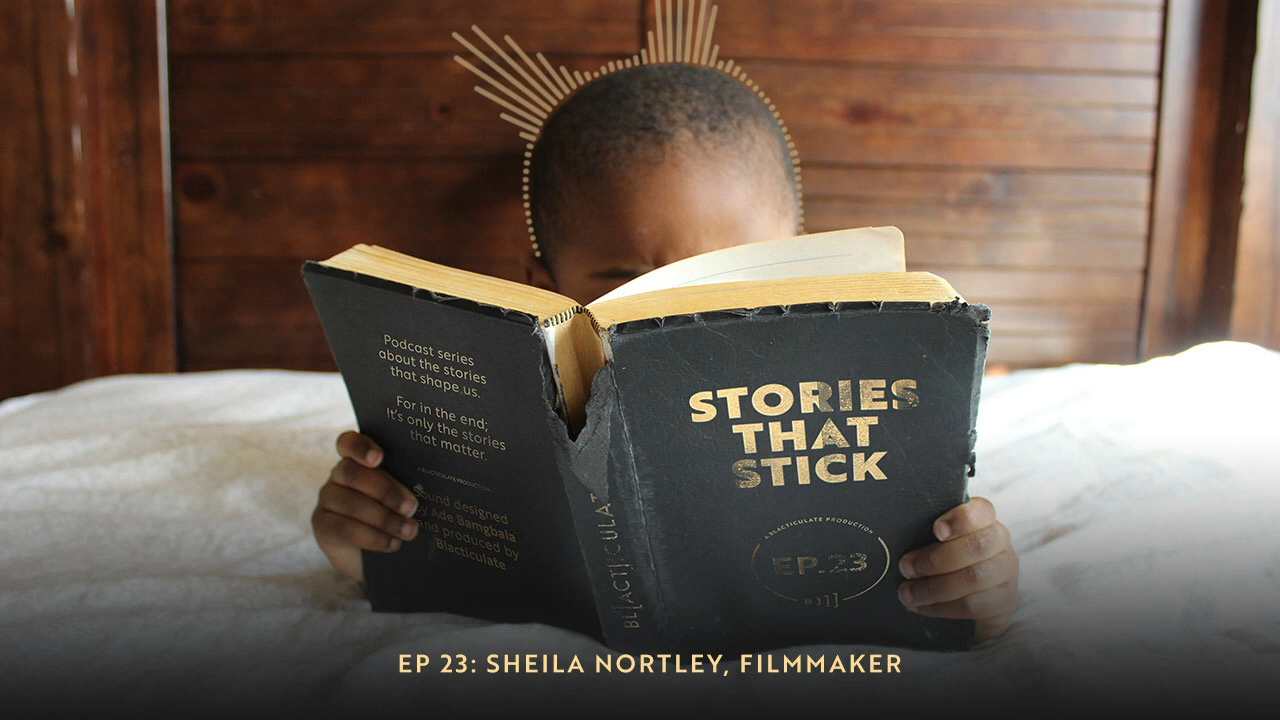 Podcast series
about the stories
that shape us.
For in the end;
It's only the stories
that matter.
A BLACTICULATE PRODUCTION
Sound designed
by Ade Bamgbala
and produced by
Blacticulate
BL[ACT]ICULAT
STORIES
THAT
STICK
A BLACTICULATE PRODUCTION
EP.23
EP 23: SHEILA NORTLEY, FILMMAKER